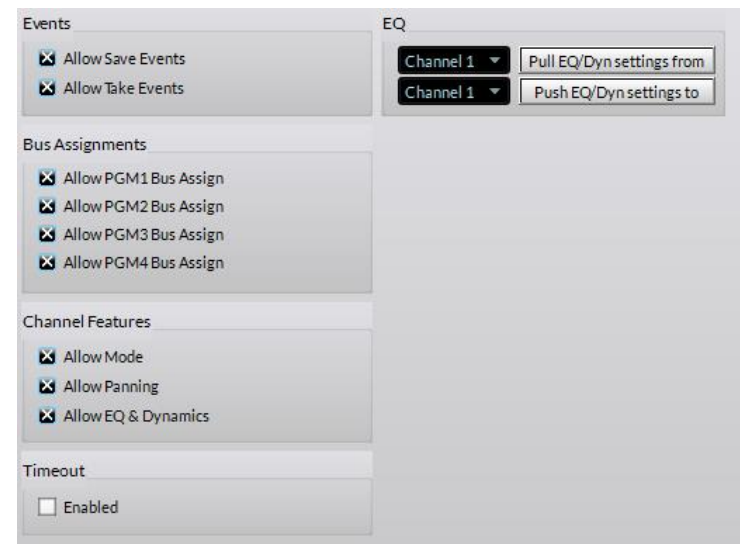 Events
Allow Save Events
Allow Take Events
Bus Assignments
Allow PGM1 Bus Assign
Allow PGM2 Bus Assign
Allow PGM3 Bus Assign
Allow PGM4 Bus Assign
Channel Features
Allow Mode
Allow Panning
Allow EQ & Dynamics
Timeout
Enabled
EQ
Channel 1 Pull EQ/Dyn settings from
Channel 1 Push EQ/Dyn settings to